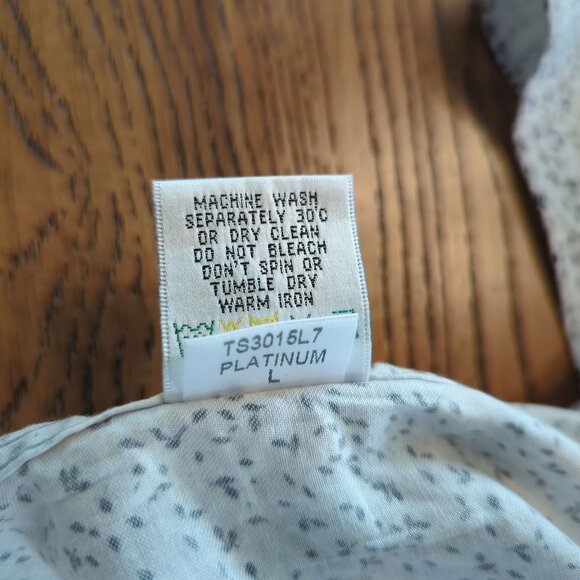 MACHINE WASH
SEPARATELY 30°C
OR DRY CLEAN
DO NOT BLEACH
DON'T SPIN OR
TUMBLE DRY
WARM IRON
TS3015L7
PLATINUM
L